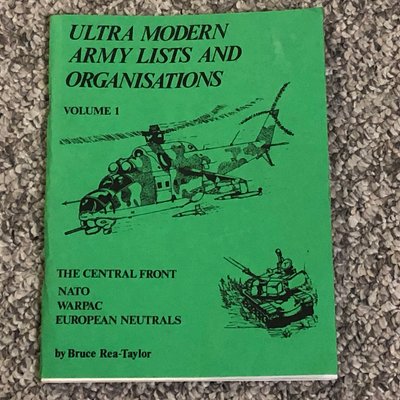 ULTRA MODERN
ARMY LISTS AND
ORGANISATIONS
VOLUME 1
THE CENTRAL FRONT
NATO
WARPAC
EUROPEAN NEUTRALS
by Bruce Rea-Taylor